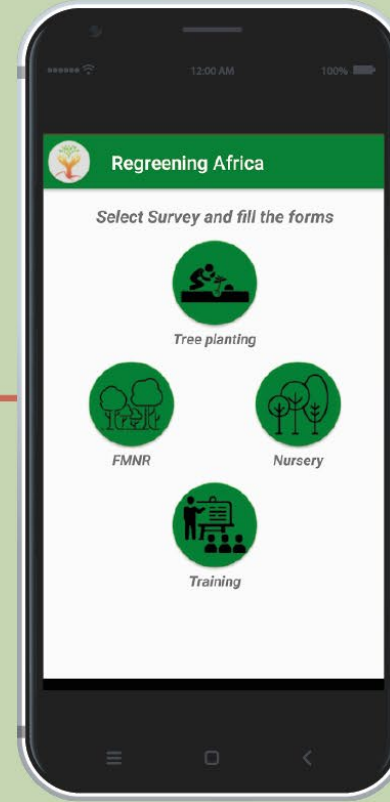 12:00 AM
100%
Regreening Africa
Select Survey and fill the forms
Tree planting
FMNR
Nursery
Training